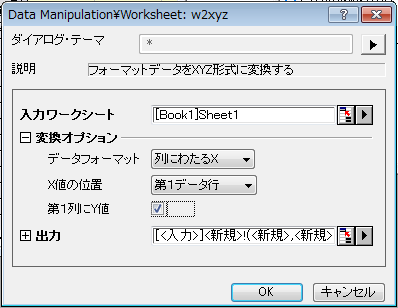 Data Manipulation¥Worksheet: w2xyz
ダイアログ・テーマ *
説明 フォーマットデータをXYZ形式に変換する
入力ワークシート [Book1]Sheet1
変換オプション
データフォーマット 列にわたるX
X値の位置 第1データ行
第1列にY値
出力 [<入力>]<新規>!(<新規>,<新規>
OK キャンセル